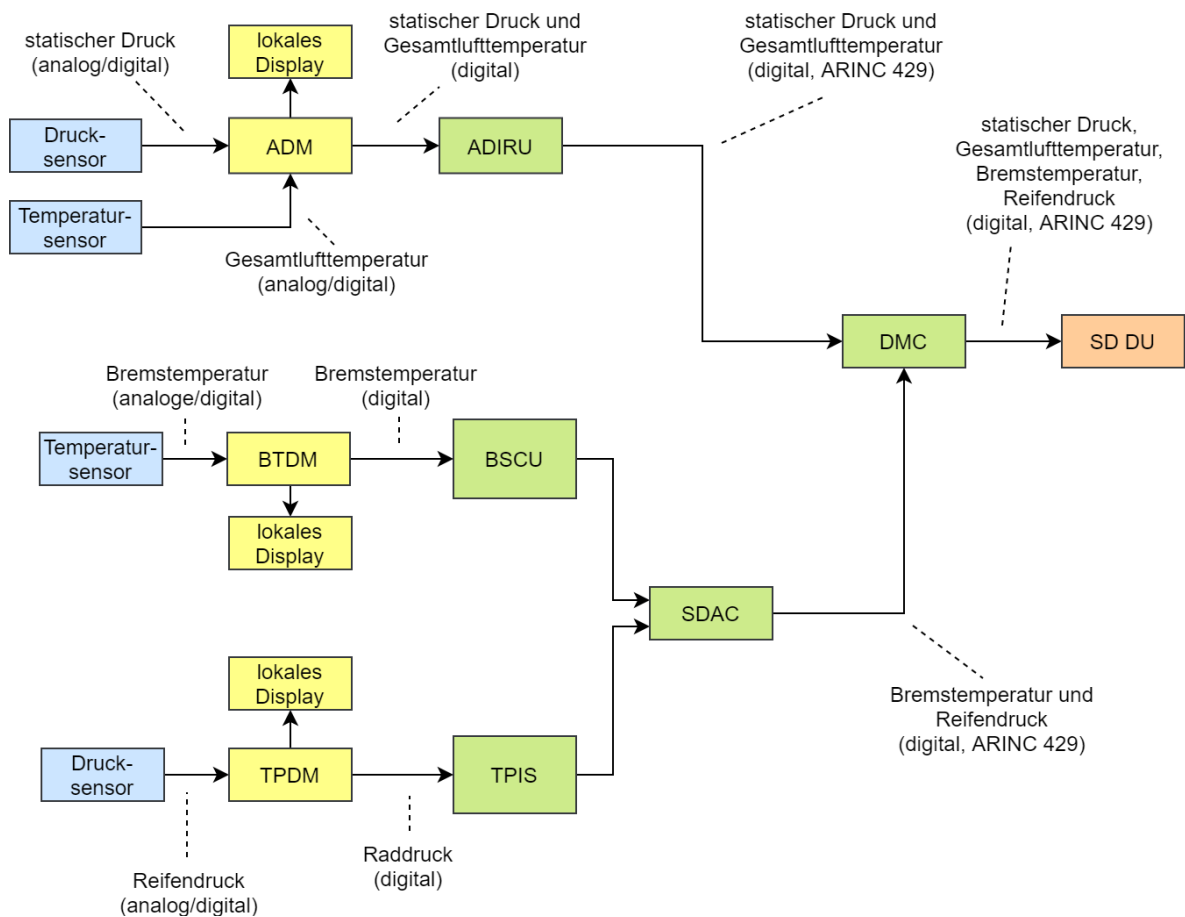 statischer Druck
(analog/digital)
lokales
Display
statischer Druck und
Gesamtlufttemperatur
(digital)
statischer Druck und
Gesamtlufttemperatur
(digital, ARINC 429)
Druck-
sensor
ADM
ADIRU
statischer Druck,
Gesamtlufttemperatur,
Bremstemperatur,
Reifendruck
(digital, ARINC 429)
Temperatur-
sensor
Gesamtlufttemperatur
(analog/digital)
DMC
SD DU
Bremstemperatur
(analoge/digital)
Bremstemperatur
(digital)
Temperatur-
sensor
BTDM
BSCU
lokales
Display
SDAC
lokales
Display
Bremstemperatur und
Reifendruck
(digital, ARINC 429)
Druck-
sensor
TPDM
TPIS
Reifendruck
(analog/digital)
Raddruck
(digital)